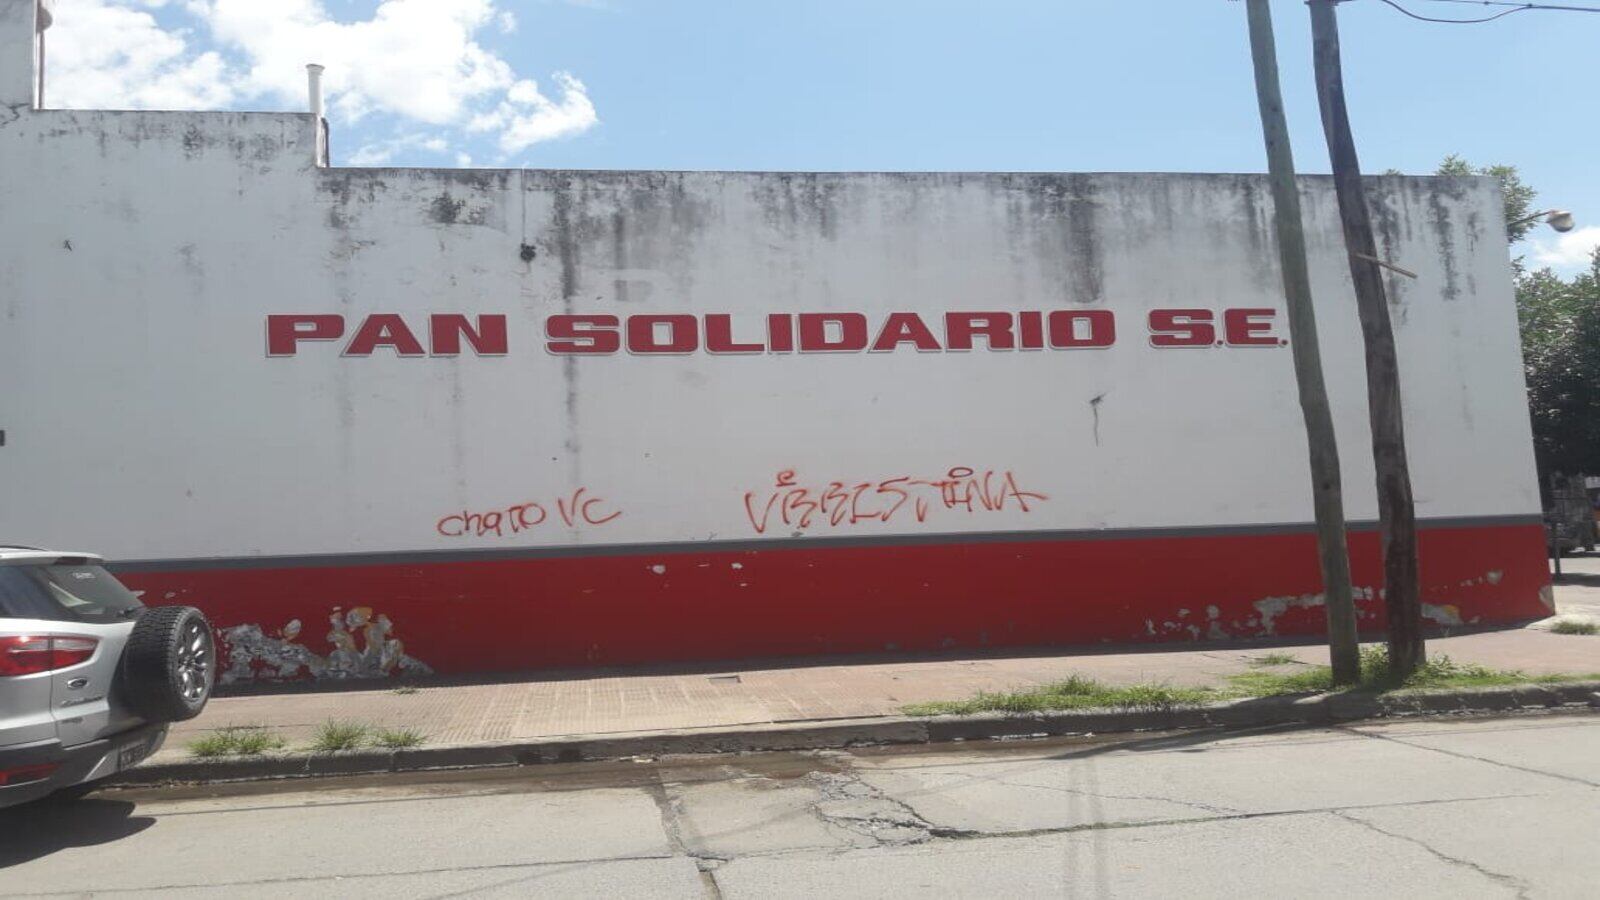 PAN SOLIDARIO S.E.
chato VC